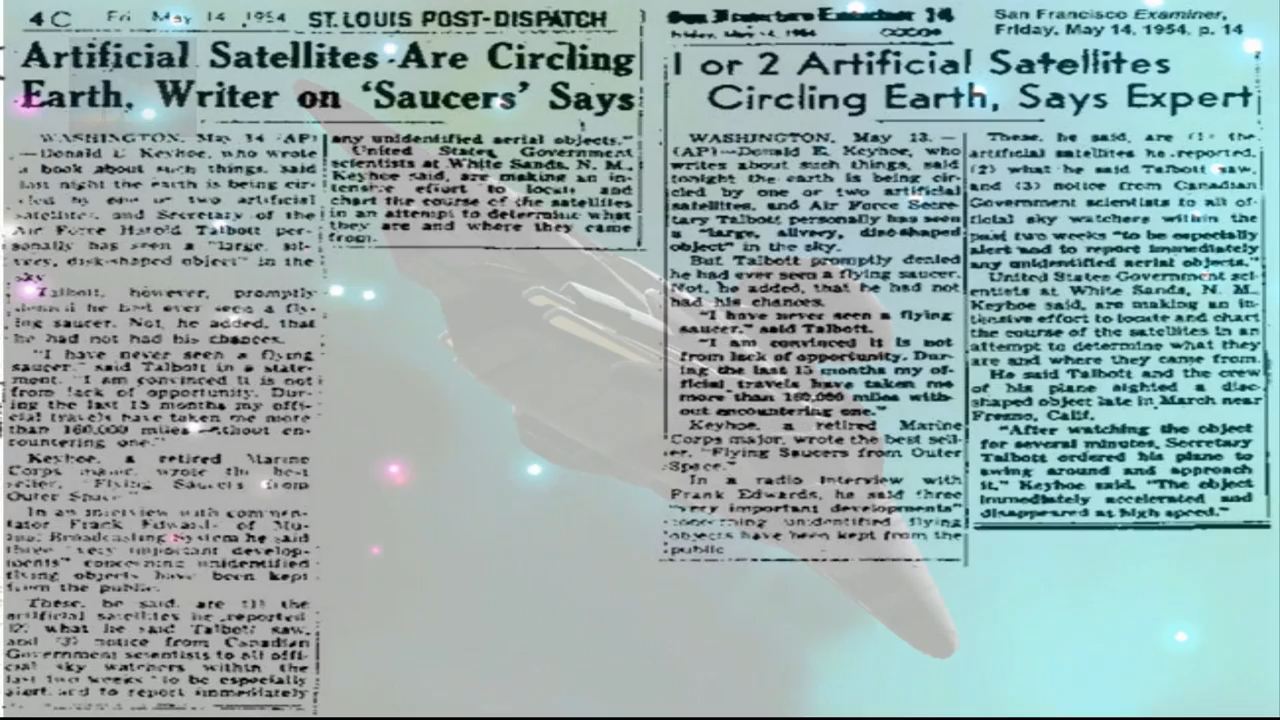 4 C Fri May 14 1954 ST. LOUIS POST-DISPATCH
Artificial Satellites Are Circling
Earth, Writer on 'Saucers' Says
WASHINGTON, May 14 (AP)
—Donald E. Keyhoe, who wrote
a book about such things, said
last night the earth is being cir-
cled by one or two artificial
satellites, and Secretary of the
Air Force Harold Talbott per-
sonally has seen a "large, sil-
very, disk-shaped object" in the
sky.
Talbott, however, promptly
denied he had ever seen a fly-
ing saucer. Not, he added, that
he had not had his chances.
"I have never seen a flying
saucer," said Talbott in a state-
ment. "I am convinced it is not
from lack of opportunity. Dur-
ing the last 15 months my offi-
cial travels have taken me more
than 160,000 miles without en-
countering one."
Keyhoe, a retired Marine
Corps major, wrote the best
seller, "Flying Saucers from
Outer Space."
In an interview with commen-
tator Frank Edwards of Mu-
tual Broadcasting System he said
three "very important develop-
ments" concerning unidentified
flying objects have been kept
from the public.
These, he said, are (1) the
artificial satellites he reported,
(2) what he said Talbott saw,
and (3) notice from Canadian
Government scientists to all offi-
cial sky watchers within the
last two weeks "to be especially
alert and to report immediately
any unidentified aerial objects."
United States Government
scientists at White Sands, N. M.,
Keyhoe said, are making an in-
tensive effort to locate and
chart the course of the satellites
in an attempt to determine what
they are and where they came
from.
San Francisco Examiner 14
San Francisco Examiner,
Friday, May 14, 1954, p. 14
1 or 2 Artificial Satellites
Circling Earth, Says Expert
WASHINGTON, May 13.—
(AP)—Donald E. Keyhoe, who
writes about such things, said
tonight the earth is being cir-
cled by one or two artificial
satellites, and Air Force Secre-
tary Talbott personally has seen
a "large, silvery, disc-shaped
object" in the sky.
But Talbott promptly denied
he had ever seen a flying saucer.
Not, he added, that he had not
had his chances.
"I have never seen a flying
saucer," said Talbott.
"I am convinced it is not
from lack of opportunity. Dur-
ing the last 15 months my of-
ficial travels have taken me
more than 160,000 miles with-
out encountering one."
Keyhoe, a retired Marine
Corps major, wrote the best sell-
er, "Flying Saucers from Outer
Space."
In a radio interview with
Frank Edwards, he said three
"very important developments"
concerning unidentified flying
objects have been kept from the
public
These, he said, are (1) the
artificial satellites he reported,
(2) what he said Talbott saw,
and (3) notice from Canadian
Government scientists to all of-
ficial sky watchers within the
past two weeks "to be especially
alert and to report immediately
any unidentified aerial objects."
United States Government sci-
entists at White Sands, N. M.,
Keyhoe said, are making an in-
tensive effort to locate and chart
the course of the satellites in an
attempt to determine what they
are and where they came from.
He said Talbott and the crew
of his plane sighted a disc-
shaped object late in March near
Fresno, Calif.
"After watching the object
for several minutes, Secretary
Talbott ordered his plane to
swing around and approach
it," Keyhoe said. "The object
immediately accelerated and
disappeared at high speed."